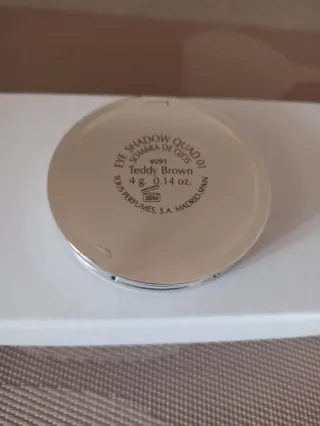 EYE SHADOW QUAD 01
SOMBRA DE OJOS
Teddy Brown
4 g. 0.14 oz.
TOUS PERFUMES, S.A. MADRID-SPAIN